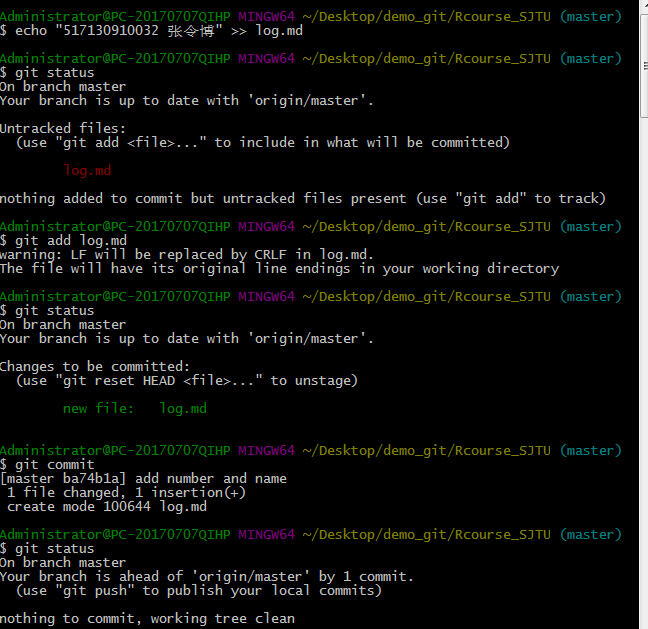 Administrator@PC-20170707QIHP MINGW64 ~/Desktop/demo_git/Rcourse_SJTU (master)
$ echo "517130910032 张令博" >> log.md
Administrator@PC-20170707QIHP MINGW64 ~/Desktop/demo_git/Rcourse_SJTU (master)
$ git status
On branch master
Your branch is up to date with 'origin/master'.
Untracked files:
(use "git add <file>..." to include in what will be committed)
log.md
nothing added to commit but untracked files present (use "git add" to track)
Administrator@PC-20170707QIHP MINGW64 ~/Desktop/demo_git/Rcourse_SJTU (master)
$ git add log.md
warning: LF will be replaced by CRLF in log.md.
The file will have its original line endings in your working directory
Administrator@PC-20170707QIHP MINGW64 ~/Desktop/demo_git/Rcourse_SJTU (master)
$ git status
On branch master
Your branch is up to date with 'origin/master'.
Changes to be committed:
(use "git reset HEAD <file>..." to unstage)
new file:   log.md
Administrator@PC-20170707QIHP MINGW64 ~/Desktop/demo_git/Rcourse_SJTU (master)
$ git commit
[master ba74b1a] add number and name
1 file changed, 1 insertion(+)
create mode 100644 log.md
Administrator@PC-20170707QIHP MINGW64 ~/Desktop/demo_git/Rcourse_SJTU (master)
$ git status
On branch master
Your branch is ahead of 'origin/master' by 1 commit.
(use "git push" to publish your local commits)
nothing to commit, working tree clean